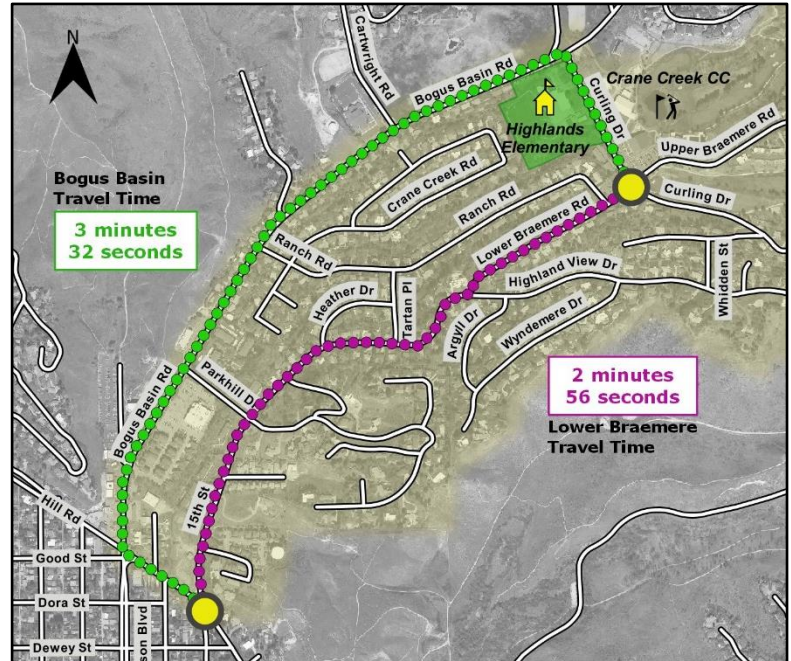 N
Cartwright Rd
Bogus Basin Rd
Curling Dr
Crane Creek CC
Highlands
Elementary
Upper Braemere Rd
Crane Creek Rd
Curling Dr
Bogus Basin
Travel Time
3 minutes
32 seconds
Ranch Rd
Lower Braemere Rd
Ranch Rd
Whidden St
Highland View Dr
Heather Dr
Tartan Pl
Argyll Dr
Wyndemere Dr
Parkhill D
2 minutes
56 seconds
Lower Braemere
Travel Time
Bogus Basin Rd
15th St
Hill Rd
Good St
Dora St
son Blvd
Dewey St